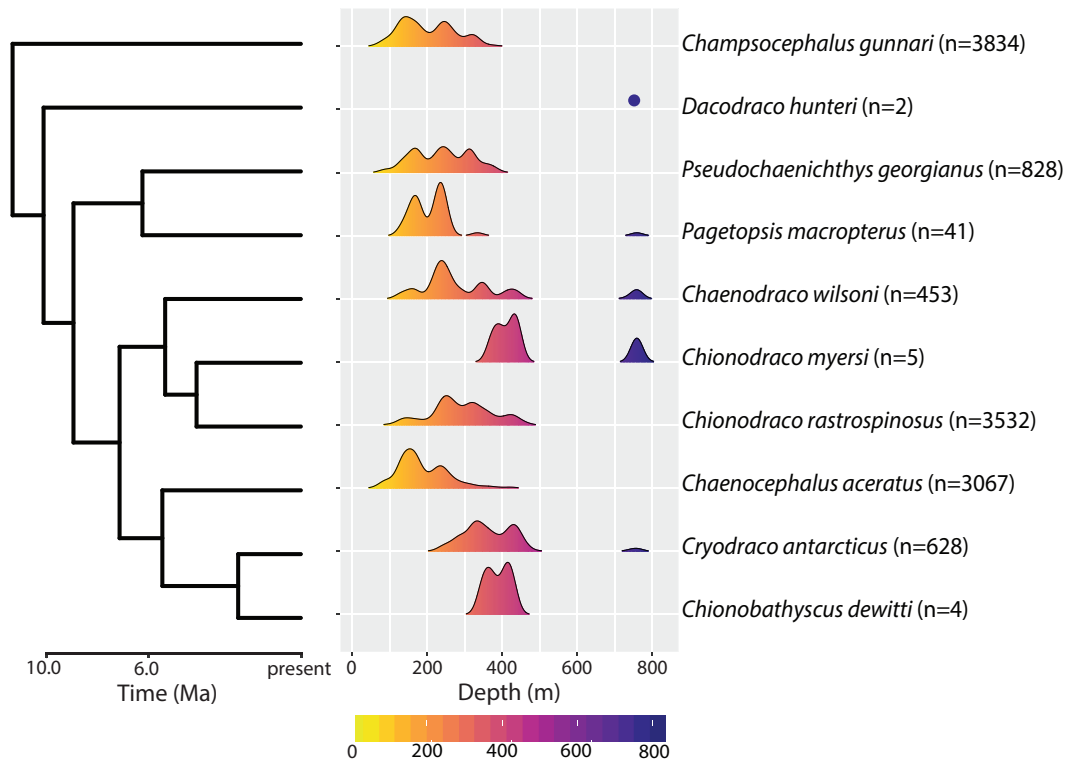 Champsocephalus gunnari (n=3834)
Dacodraco hunteri (n=2)
Pseudochaenichthys georgianus (n=828)
Pagetopsis macropterus (n=41)
Chaenodraco wilsoni (n=453)
Chionodraco myersi (n=5)
Chionodraco rastrospinosus (n=3532)
Chaenocephalus aceratus (n=3067)
Cryodraco antarcticus (n=628)
Chionobathyscus dewitti (n=4)
10.0 6.0 present 0 200 400 600 800
Time (Ma) Depth (m)
0 200 400 600 800